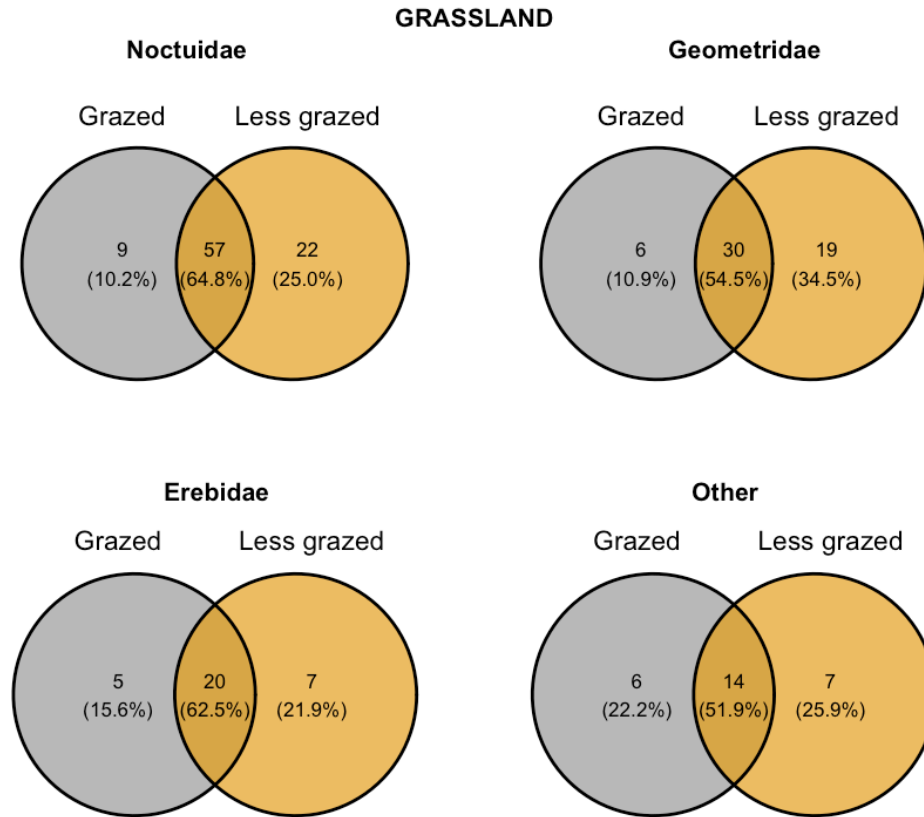 GRASSLAND
Noctuidae
Grazed
Less grazed
9
(10.2%)
57
(64.8%)
22
(25.0%)
Geometridae
Grazed
Less grazed
6
(10.9%)
30
(54.5%)
19
(34.5%)
Erebidae
Grazed
Less grazed
5
(15.6%)
20
(62.5%)
7
(21.9%)
Other
Grazed
Less grazed
6
(22.2%)
14
(51.9%)
7
(25.9%)